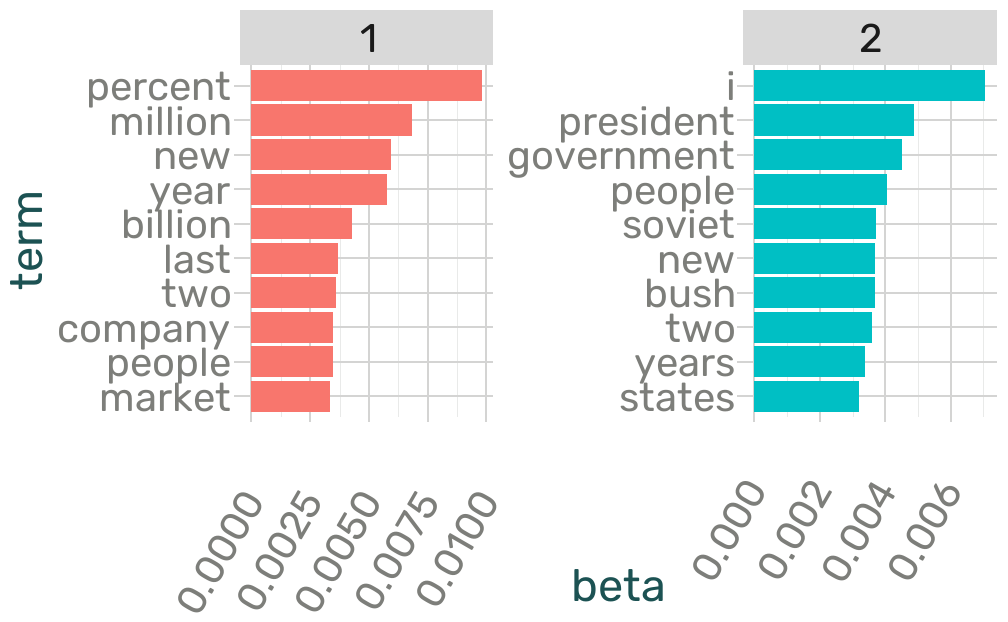 1
percent
million
new
year
billion
last
two
company
people
market
0.0000
0.0025
0.0050
0.0075
0.0100
2
i
president
government
people
soviet
new
bush
two
years
states
0.000
0.002
0.004
0.006
term
beta